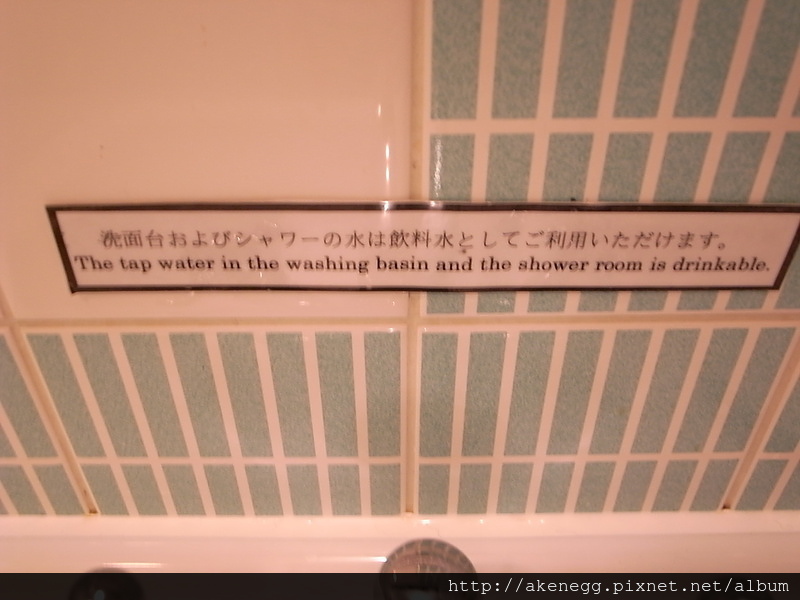 洗面台およびシャワーの水は飲料水としてご利用いただけます。
The tap water in the washing basin and the shower room is drinkable.
http://akenegg.pixnet.net/album